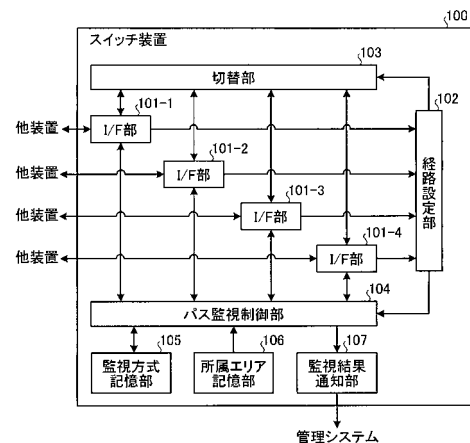 100
スイッチ装置
103
切替部
102
101-1
他装置
I/F部
101-2
他装置
I/F部
101-3
他装置
I/F部
101-4
他装置
I/F部
経路設定部
104
パス監視制御部
105
106
107
監視方式
記憶部
所属エリア
記憶部
監視結果
通知部
管理システム